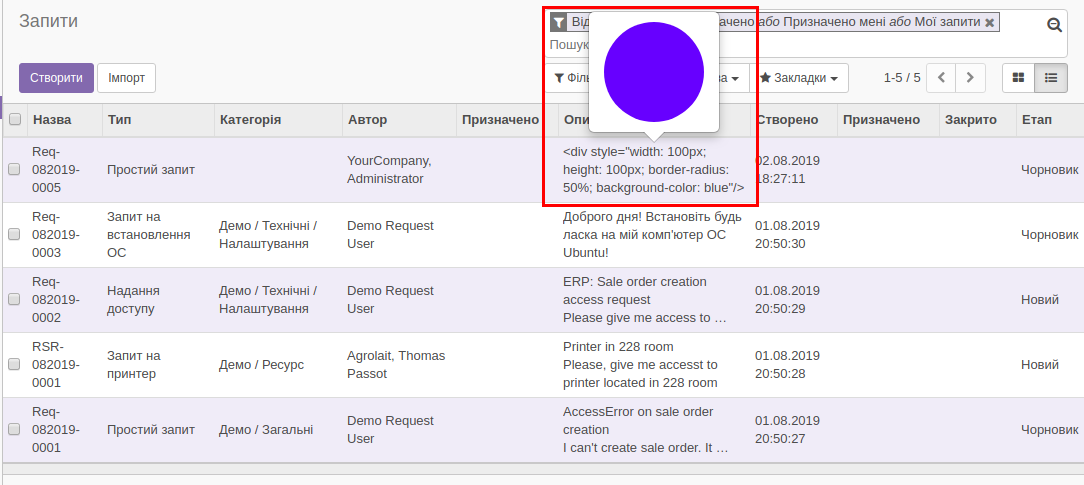 Запити
Від
ачено або Призначено мені або Мої запити ✖
Пошук
Створити
Імпорт
Філь
ва
Закладки
1-5 / 5
Назва Тип Категорія Автор Призначено Опи Створено Призначено Закрито Етап
Req-
082019-
0005
Простий запит
YourCompany,
Administrator
<div style="width: 100px;
height: 100px; border-radius:
50%; background-color: blue"/>
02.08.2019
18:27:11
Чорновик
Req-
082019-
0003
Запит на
встановлення
ОС
Демо / Технічні /
Налаштування
Demo Request
User
Доброго дня! Встановіть будь
ласка на мій комп'ютер ОС
Ubuntu!
01.08.2019
20:50:30
Чорновик
Req-
082019-
0002
Надання
доступу
Демо / Технічні /
Налаштування
Demo Request
User
ERP: Sale order creation
access request
Please give me access to …
01.08.2019
20:50:29
Новий
RSR-
082019-
0001
Запит на
принтер
Демо / Ресурс
Agrolait, Thomas
Passot
Printer in 228 room
Please, give me accesst to
printer located in 228 room
01.08.2019
20:50:28
Новий
Req-
082019-
0001
Простий запит
Демо / Загальні
Demo Request
User
AccessError on sale order
creation
I can't create sale order. It …
01.08.2019
20:50:27
Чорновик